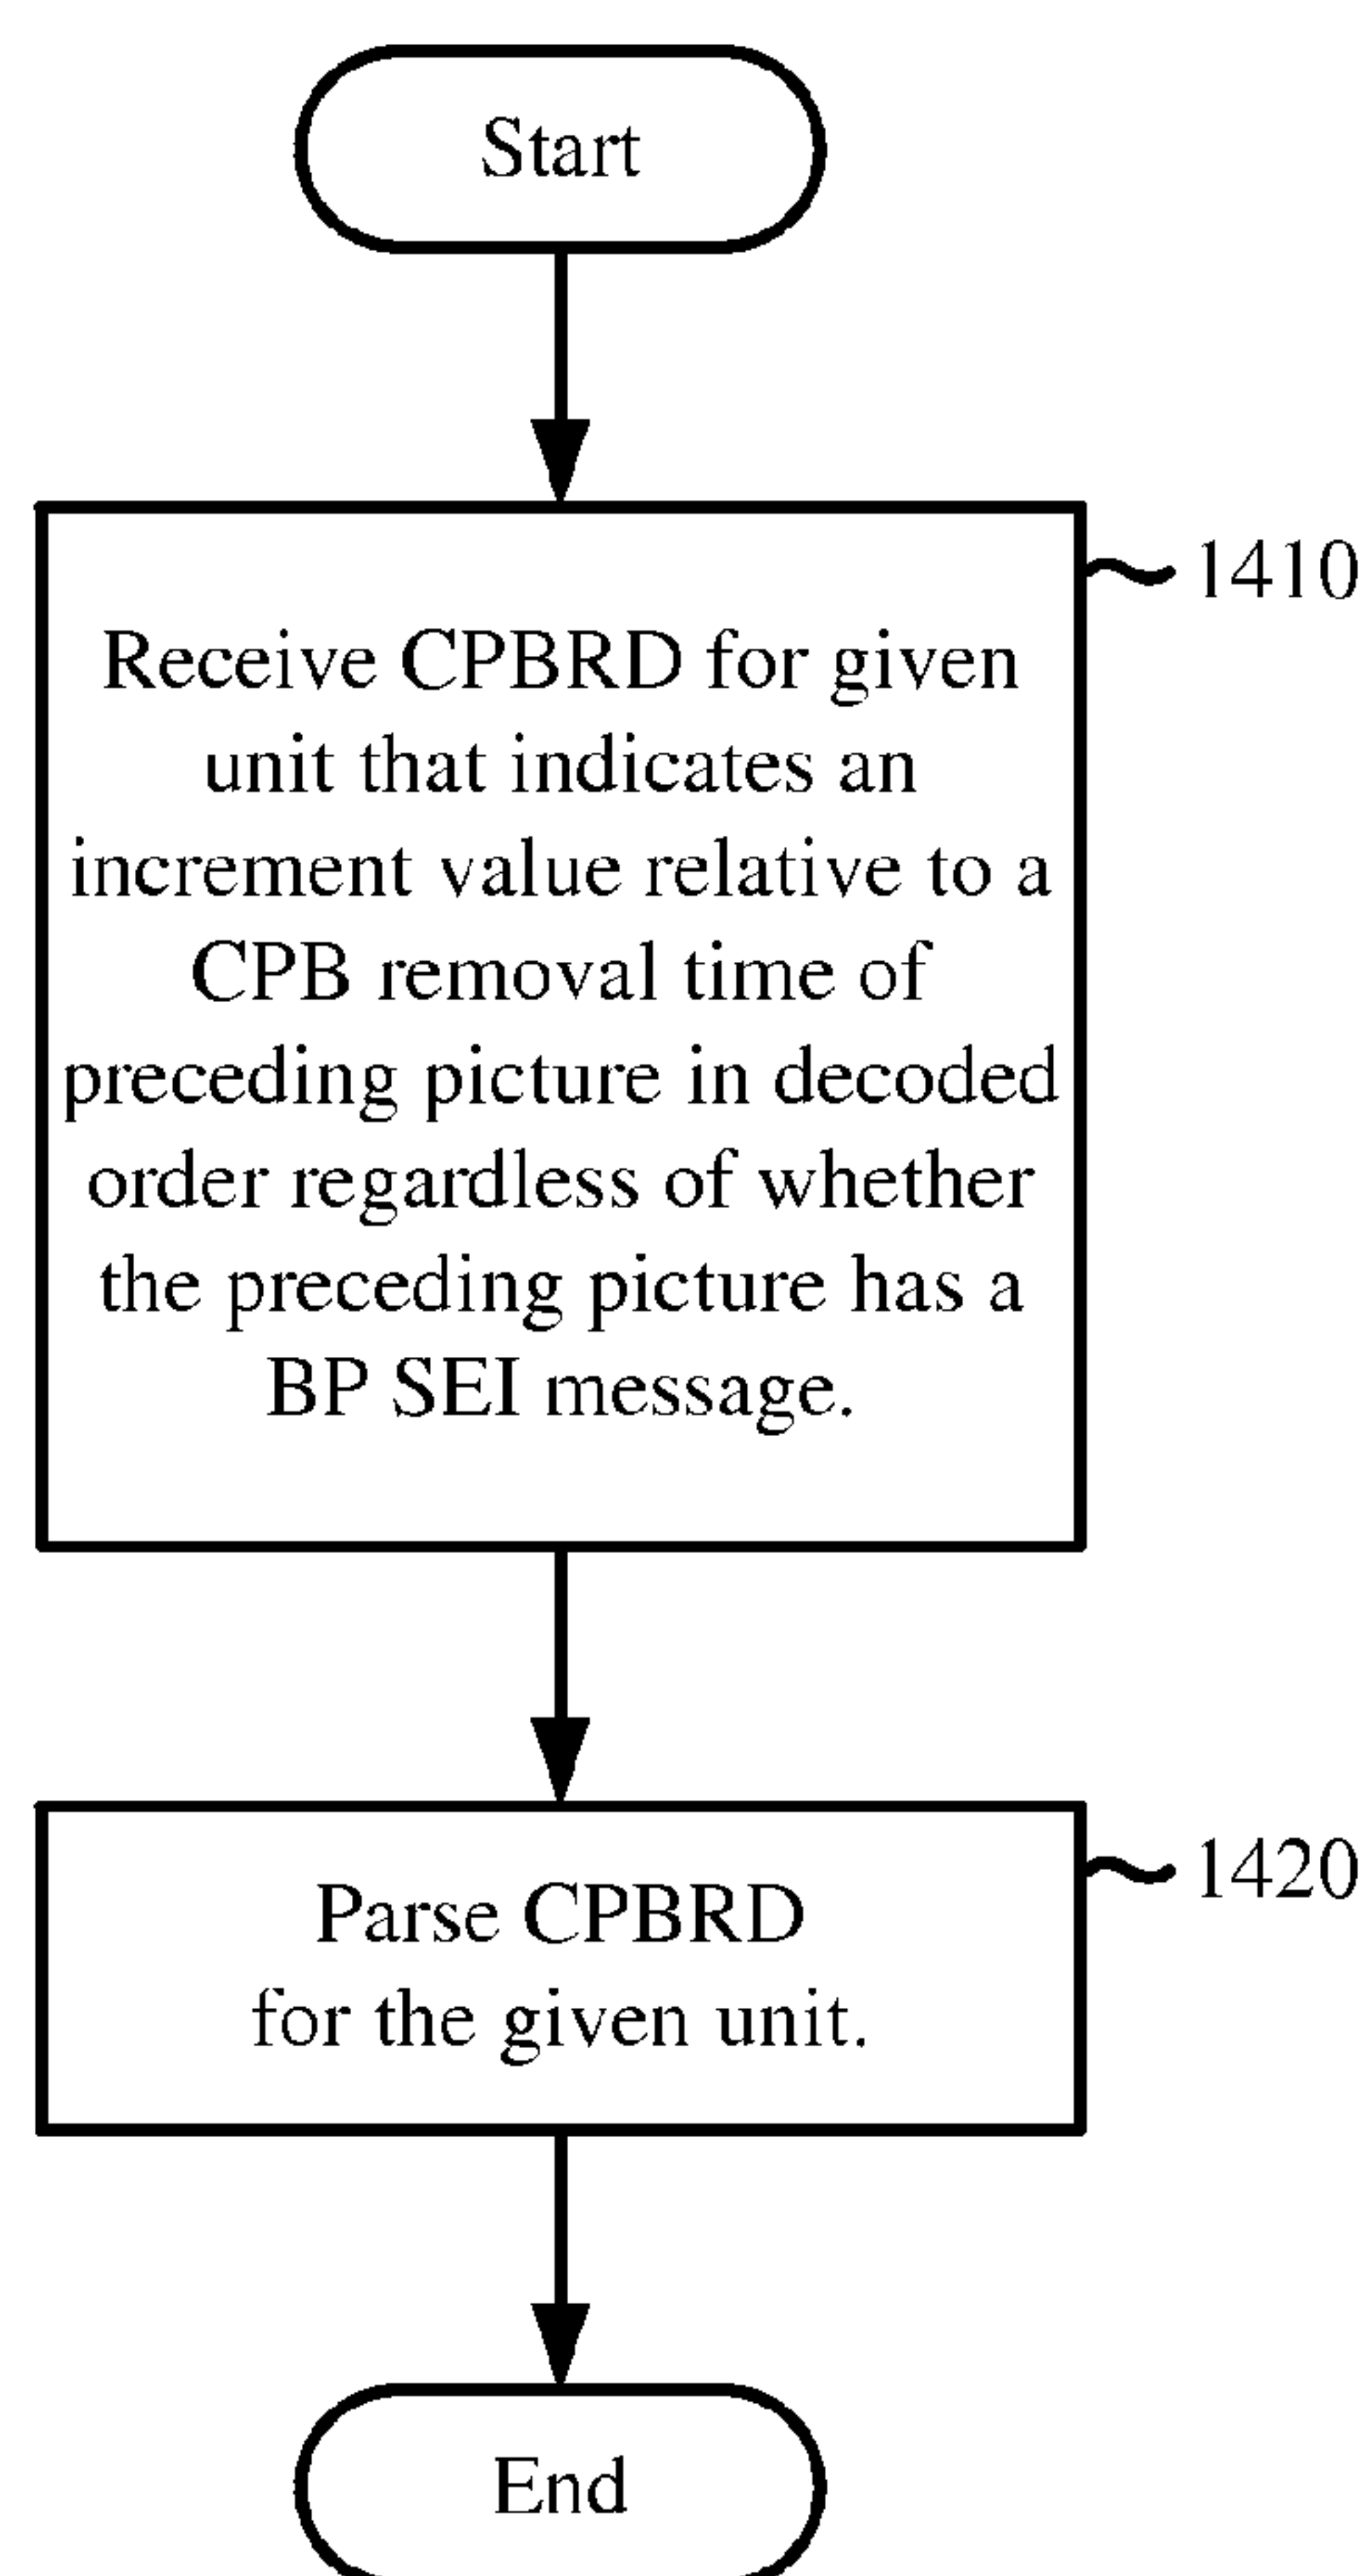 Start
1410
Receive CPBRD for given
unit that indicates an
increment value relative to a
CPB removal time of
preceding picture in decoded
order regardless of whether
the preceding picture has a
BP SEI message.
1420
Parse CPBRD
for the given unit.
End